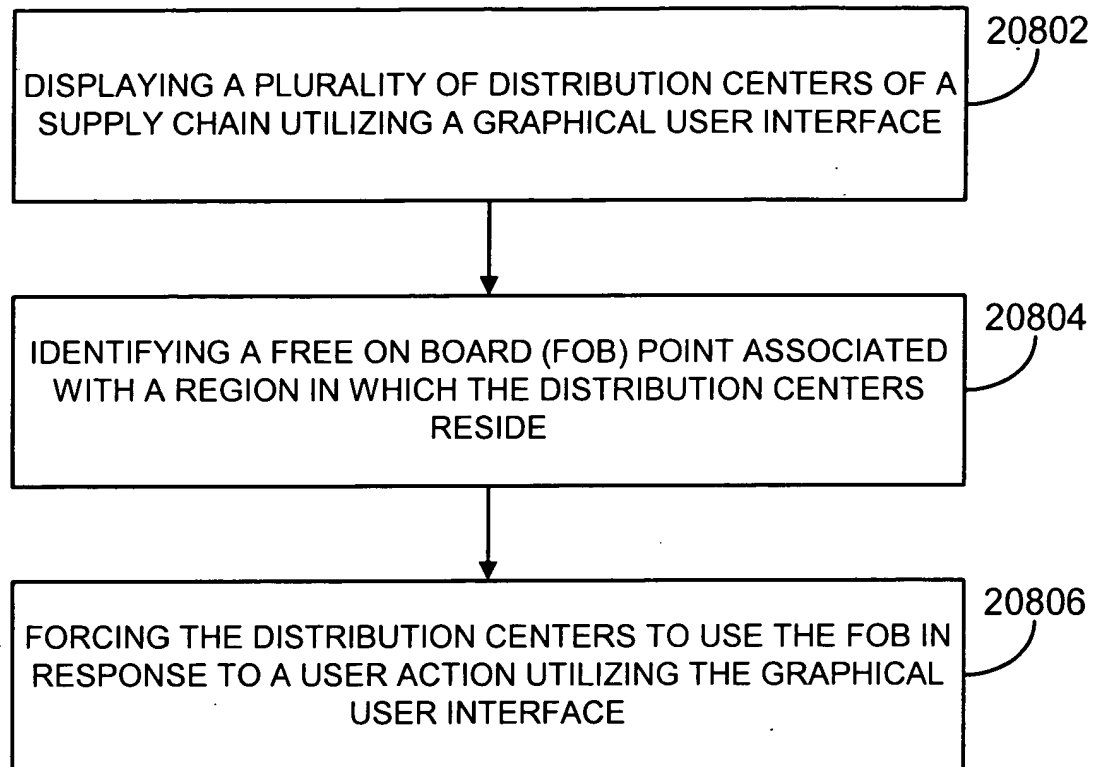 20802
DISPLAYING A PLURALITY OF DISTRIBUTION CENTERS OF A
SUPPLY CHAIN UTILIZING A GRAPHICAL USER INTERFACE
20804
IDENTIFYING A FREE ON BOARD (FOB) POINT ASSOCIATED
WITH A REGION IN WHICH THE DISTRIBUTION CENTERS
RESIDE
20806
FORCING THE DISTRIBUTION CENTERS TO USE THE FOB IN
RESPONSE TO A USER ACTION UTILIZING THE GRAPHICAL
USER INTERFACE